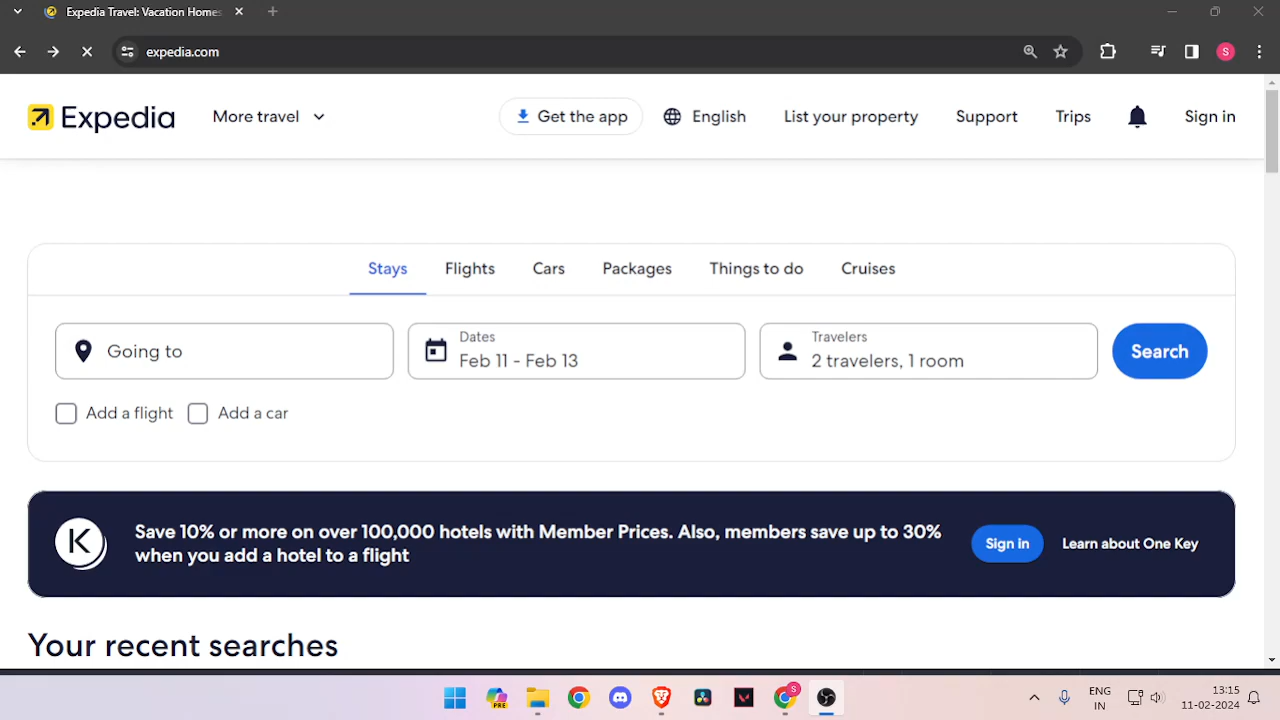 Expedia Travel: Vacation Homes
expedia.com
S
Expedia
More travel
Get the app
English
List your property
Support
Trips
Sign in
Stays
Flights
Cars
Packages
Things to do
Cruises
Going to
Dates
Feb 11 - Feb 13
Travelers
2 travelers, 1 room
Search
Add a flight
Add a car
K
Save 10% or more on over 100,000 hotels with Member Prices. Also, members save up to 30%
when you add a hotel to a flight
Sign in
Learn about One Key
Your recent searches
PRE
S
ENG
IN
13:15
11-02-2024